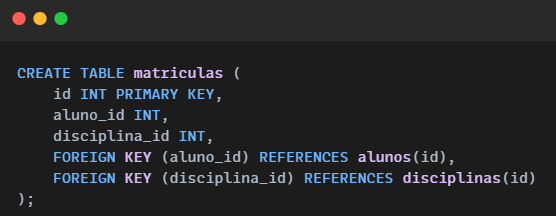 CREATE TABLE matriculas (
    id INT PRIMARY KEY,
    aluno_id INT,
    disciplina_id INT,
    FOREIGN KEY (aluno_id) REFERENCES alunos(id),
    FOREIGN KEY (disciplina_id) REFERENCES disciplinas(id)
);